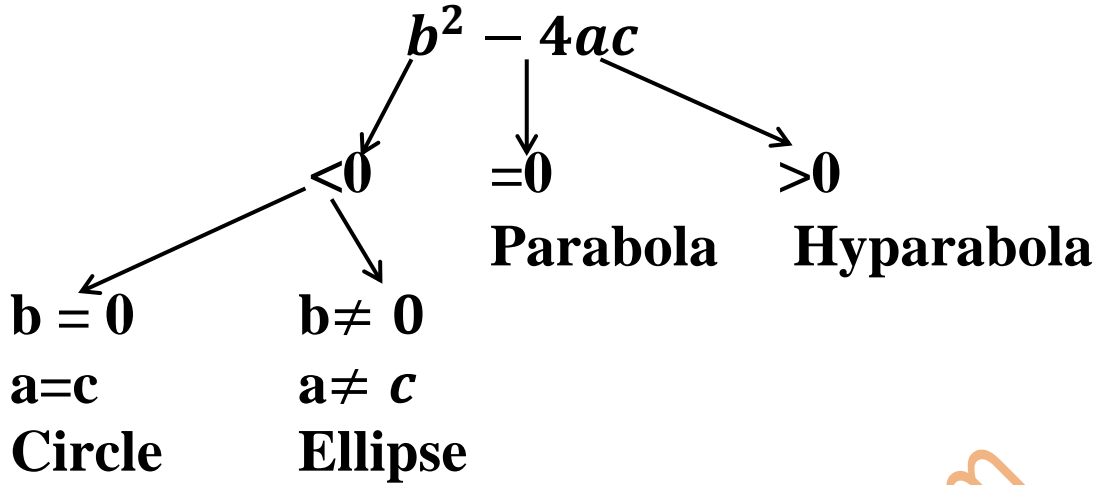 b² − 4ac
<0 =0 >0
Parabola Hyparabola
b = 0 b≠ 0
a=c a≠ c
Circle Ellipse